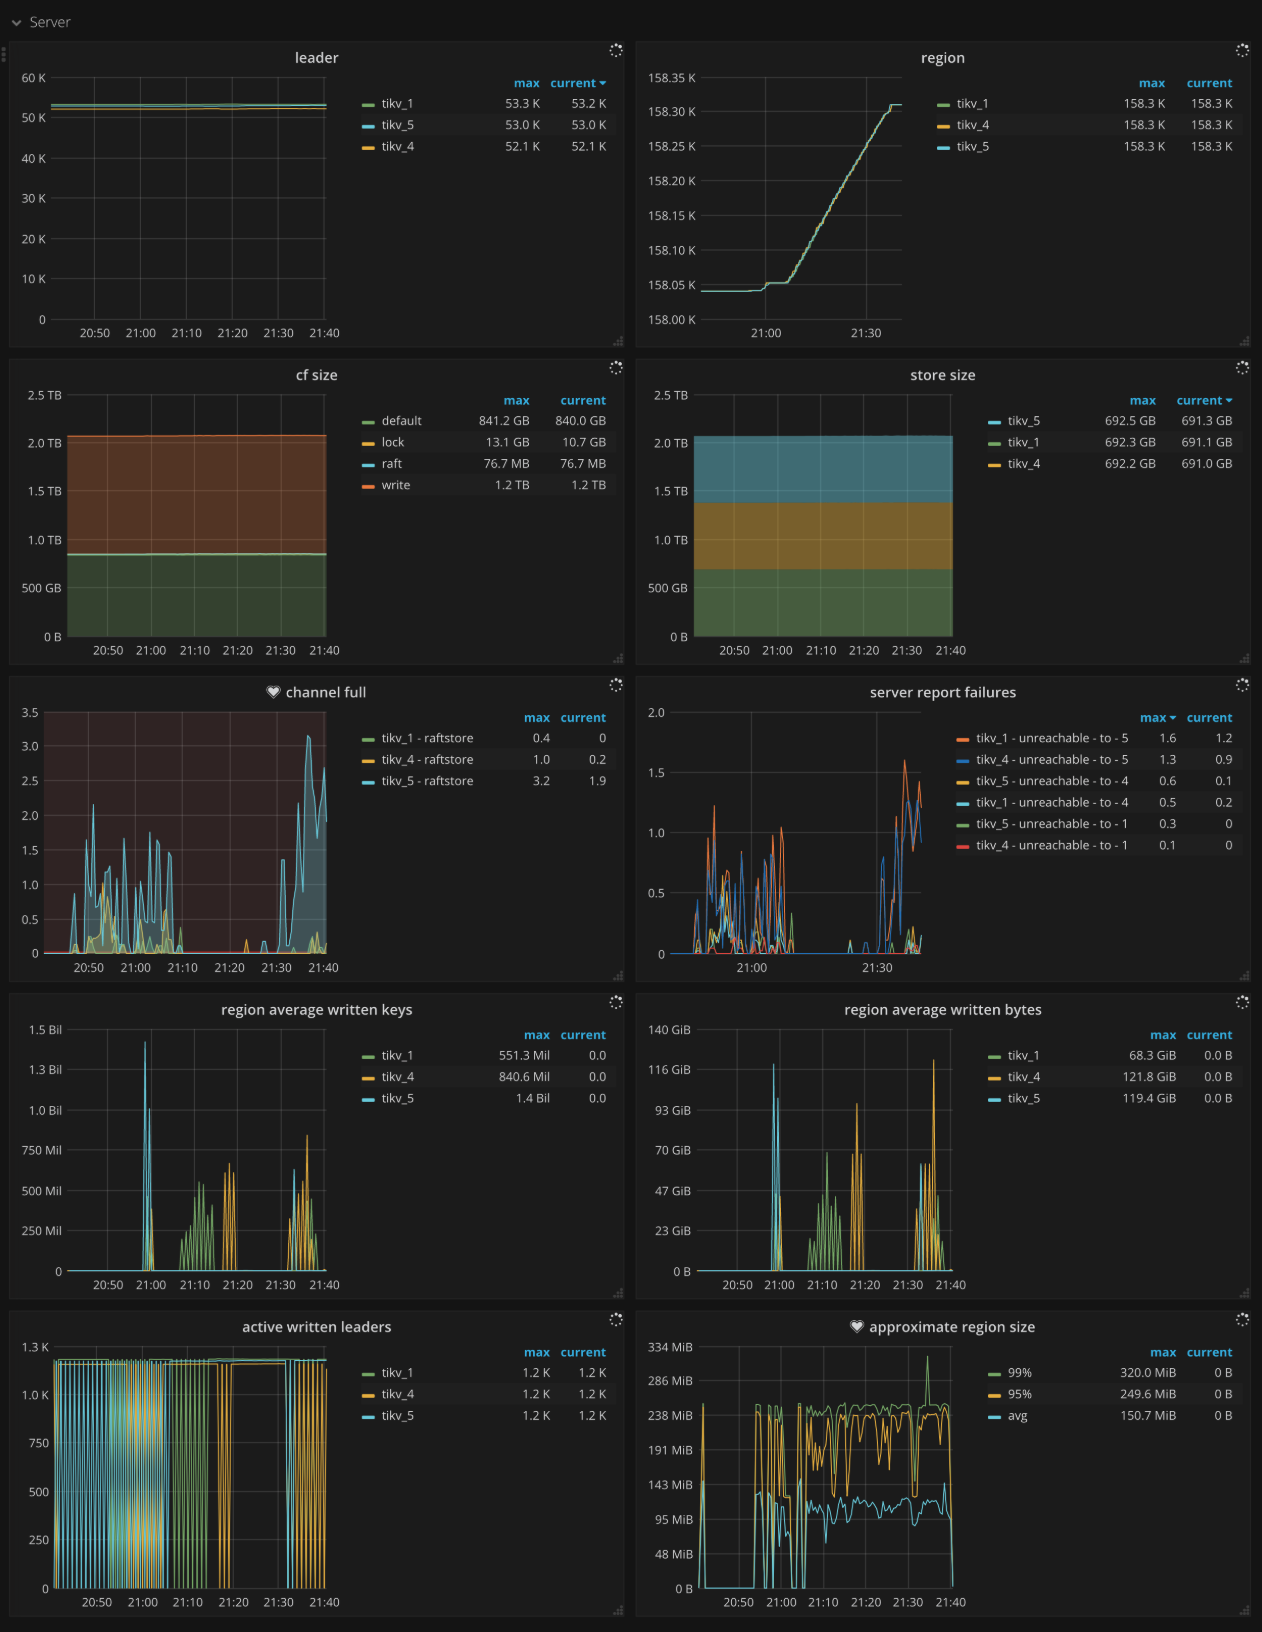 Server
leader
max current
60 K
50 K
40 K
30 K
20 K
10 K
0
20:50 21:00 21:10 21:20 21:30 21:40
tikv_1 53.3 K 53.2 K
tikv_5 53.0 K 53.0 K
tikv_4 52.1 K 52.1 K
region
max current
158.35 K
158.30 K
158.25 K
158.20 K
158.15 K
158.10 K
158.05 K
158.00 K
21:00 21:30
tikv_1 158.3 K 158.3 K
tikv_4 158.3 K 158.3 K
tikv_5 158.3 K 158.3 K
cf size
max current
2.5 TB
2.0 TB
1.5 TB
1.0 TB
500 GB
0 B
20:50 21:00 21:10 21:20 21:30 21:40
default 841.2 GB 840.0 GB
lock 13.1 GB 10.7 GB
raft 76.7 MB 76.7 MB
write 1.2 TB 1.2 TB
store size
max current
2.5 TB
2.0 TB
1.5 TB
1.0 TB
500 GB
0 B
20:50 21:00 21:10 21:20 21:30 21:40
tikv_5 692.5 GB 691.3 GB
tikv_1 692.3 GB 691.1 GB
tikv_4 692.2 GB 691.0 GB
channel full
max current
3.5
3.0
2.5
2.0
1.5
1.0
0.5
0
20:50 21:00 21:10 21:20 21:30 21:40
tikv_1 - raftstore 0.4 0
tikv_4 - raftstore 1.0 0.2
tikv_5 - raftstore 3.2 1.9
server report failures
max current
2.0
1.5
1.0
0.5
0
21:00 21:30
tikv_1 - unreachable - to - 5 1.6 1.2
tikv_4 - unreachable - to - 5 1.3 0.9
tikv_5 - unreachable - to - 4 0.6 0.1
tikv_1 - unreachable - to - 4 0.5 0.2
tikv_5 - unreachable - to - 1 0.3 0
tikv_4 - unreachable - to - 1 0.1 0
region average written keys
max current
1.5 Bil
1.3 Bil
1.0 Bil
750 Mil
500 Mil
250 Mil
0
20:50 21:00 21:10 21:20 21:30 21:40
tikv_1 551.3 Mil 0.0
tikv_4 840.6 Mil 0.0
tikv_5 1.4 Bil 0.0
region average written bytes
max current
140 GiB
116 GiB
93 GiB
70 GiB
47 GiB
23 GiB
0 B
20:50 21:00 21:10 21:20 21:30 21:40
tikv_1 68.3 GiB 0.0 B
tikv_4 121.8 GiB 0.0 B
tikv_5 119.4 GiB 0.0 B
active written leaders
max current
1.3 K
1.0 K
750
500
250
0
20:50 21:00 21:10 21:20 21:30 21:40
tikv_1 1.2 K 1.2 K
tikv_4 1.2 K 1.2 K
tikv_5 1.2 K 1.2 K
approximate region size
max current
334 MiB
286 MiB
238 MiB
191 MiB
143 MiB
95 MiB
48 MiB
0 B
20:50 21:00 21:10 21:20 21:30 21:40
99% 320.0 MiB 0 B
95% 249.6 MiB 0 B
avg 150.7 MiB 0 B